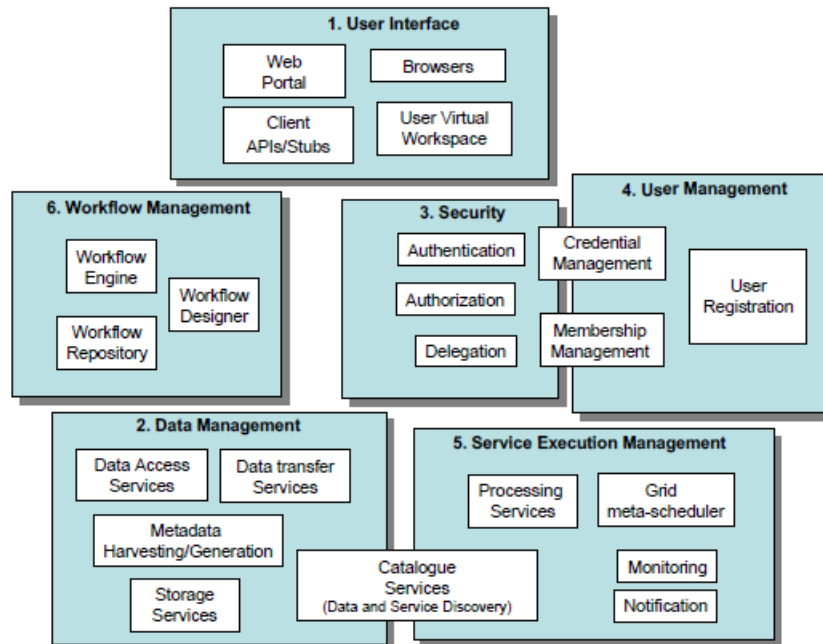 1. User Interface
Web
Portal
Browsers
Client
APIs/Stubs
User Virtual
Workspace
6. Workflow Management
Workflow
Engine
Workflow
Designer
Workflow
Repository
3. Security
Authentication
Authorization
Delegation
4. User Management
Credential
Management
Membership
Management
User
Registration
2. Data Management
Data Access
Services
Data transfer
Services
Metadata
Harvesting/Generation
Storage
Services
Catalogue
Services
(Data and Service Discovery)
5. Service Execution Management
Processing
Services
Grid
meta-scheduler
Monitoring
Notification